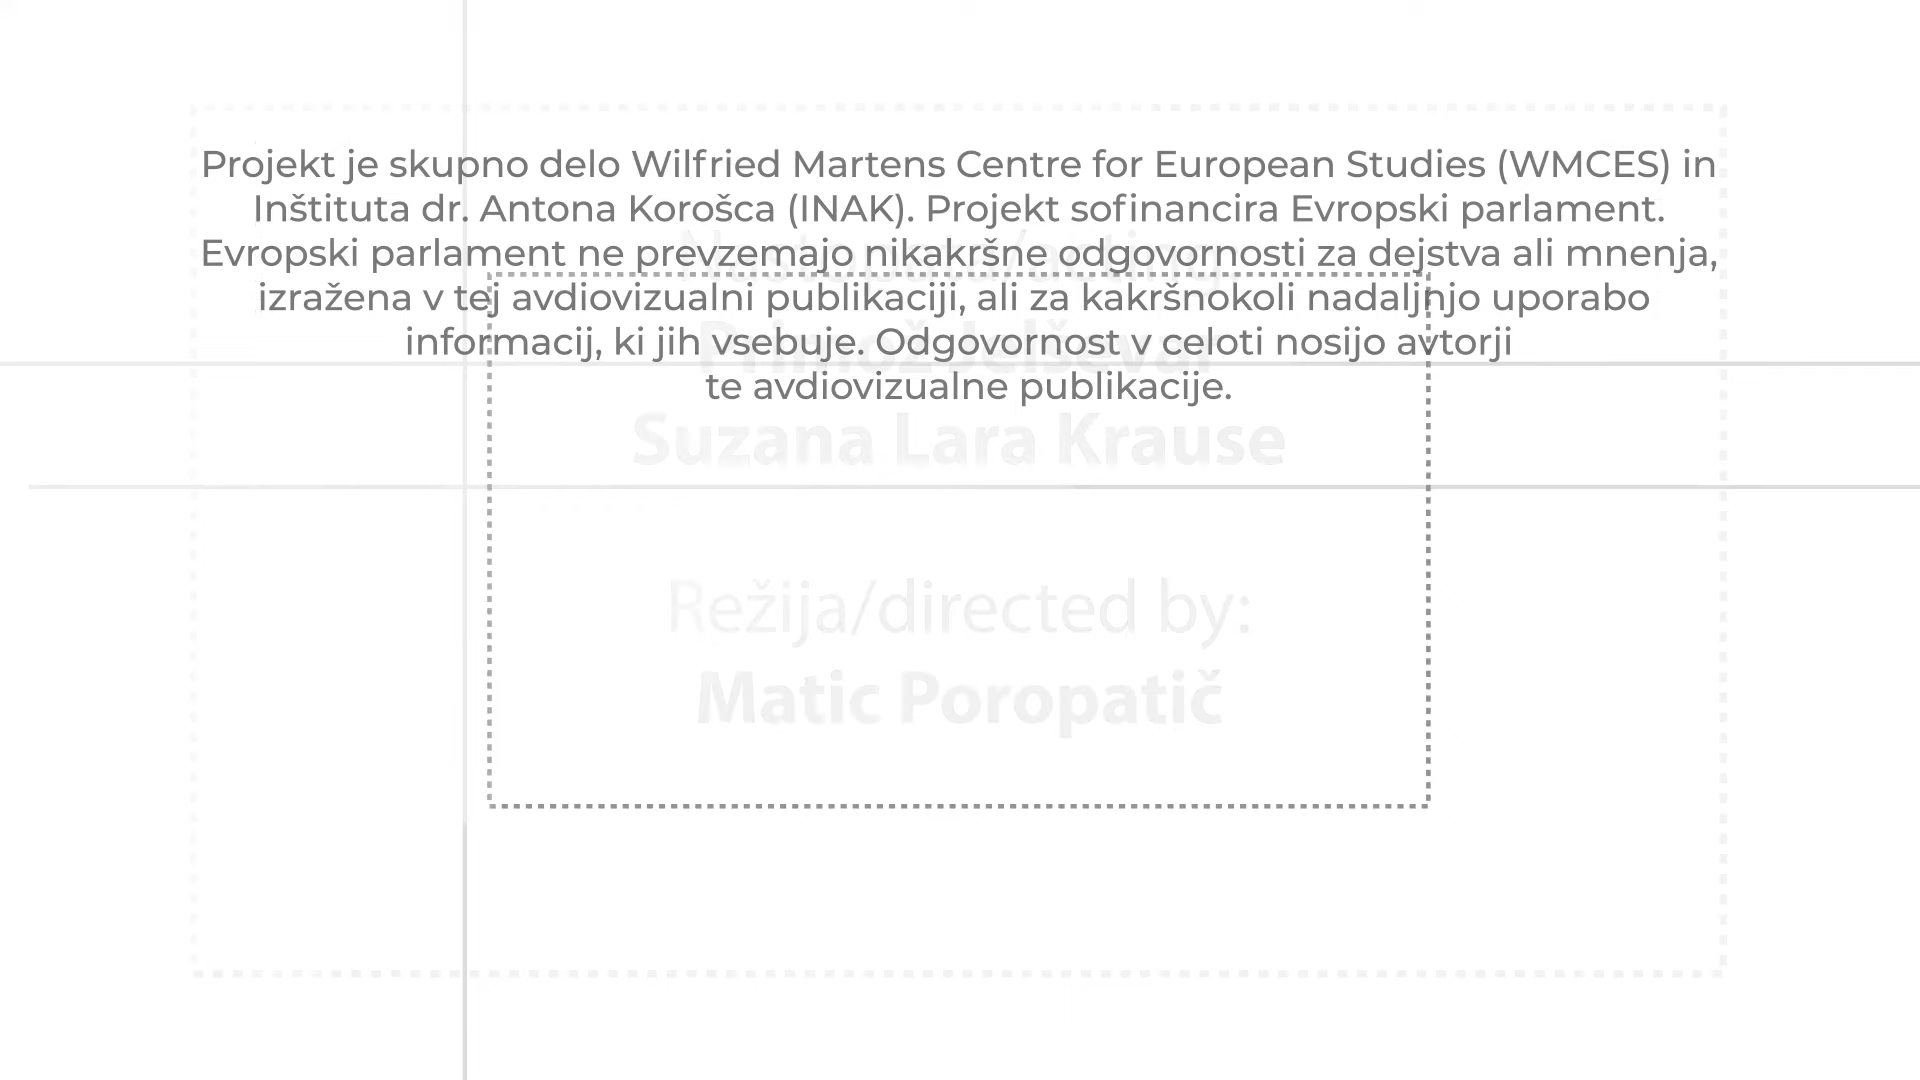 Projekt je skupno delo Wilfried Martens Centre for European Studies (WMCES) in
Inštituta dr. Antona Korošca (INAK). Projekt sofinancira Evropski parlament.
Evropski parlament ne prevzemajo nikakršne odgovornosti za dejstva ali mnenja,
izražena v tej avdiovizualni publikaciji, ali za kakršnokoli nadaljnjo uporabo
informacij, ki jih vsebuje. Odgovornost v celoti nosijo avtorji
te avdiovizualne publikacije.
Suzana Lara Krause
Režija/directed by:
Matic Poropatič